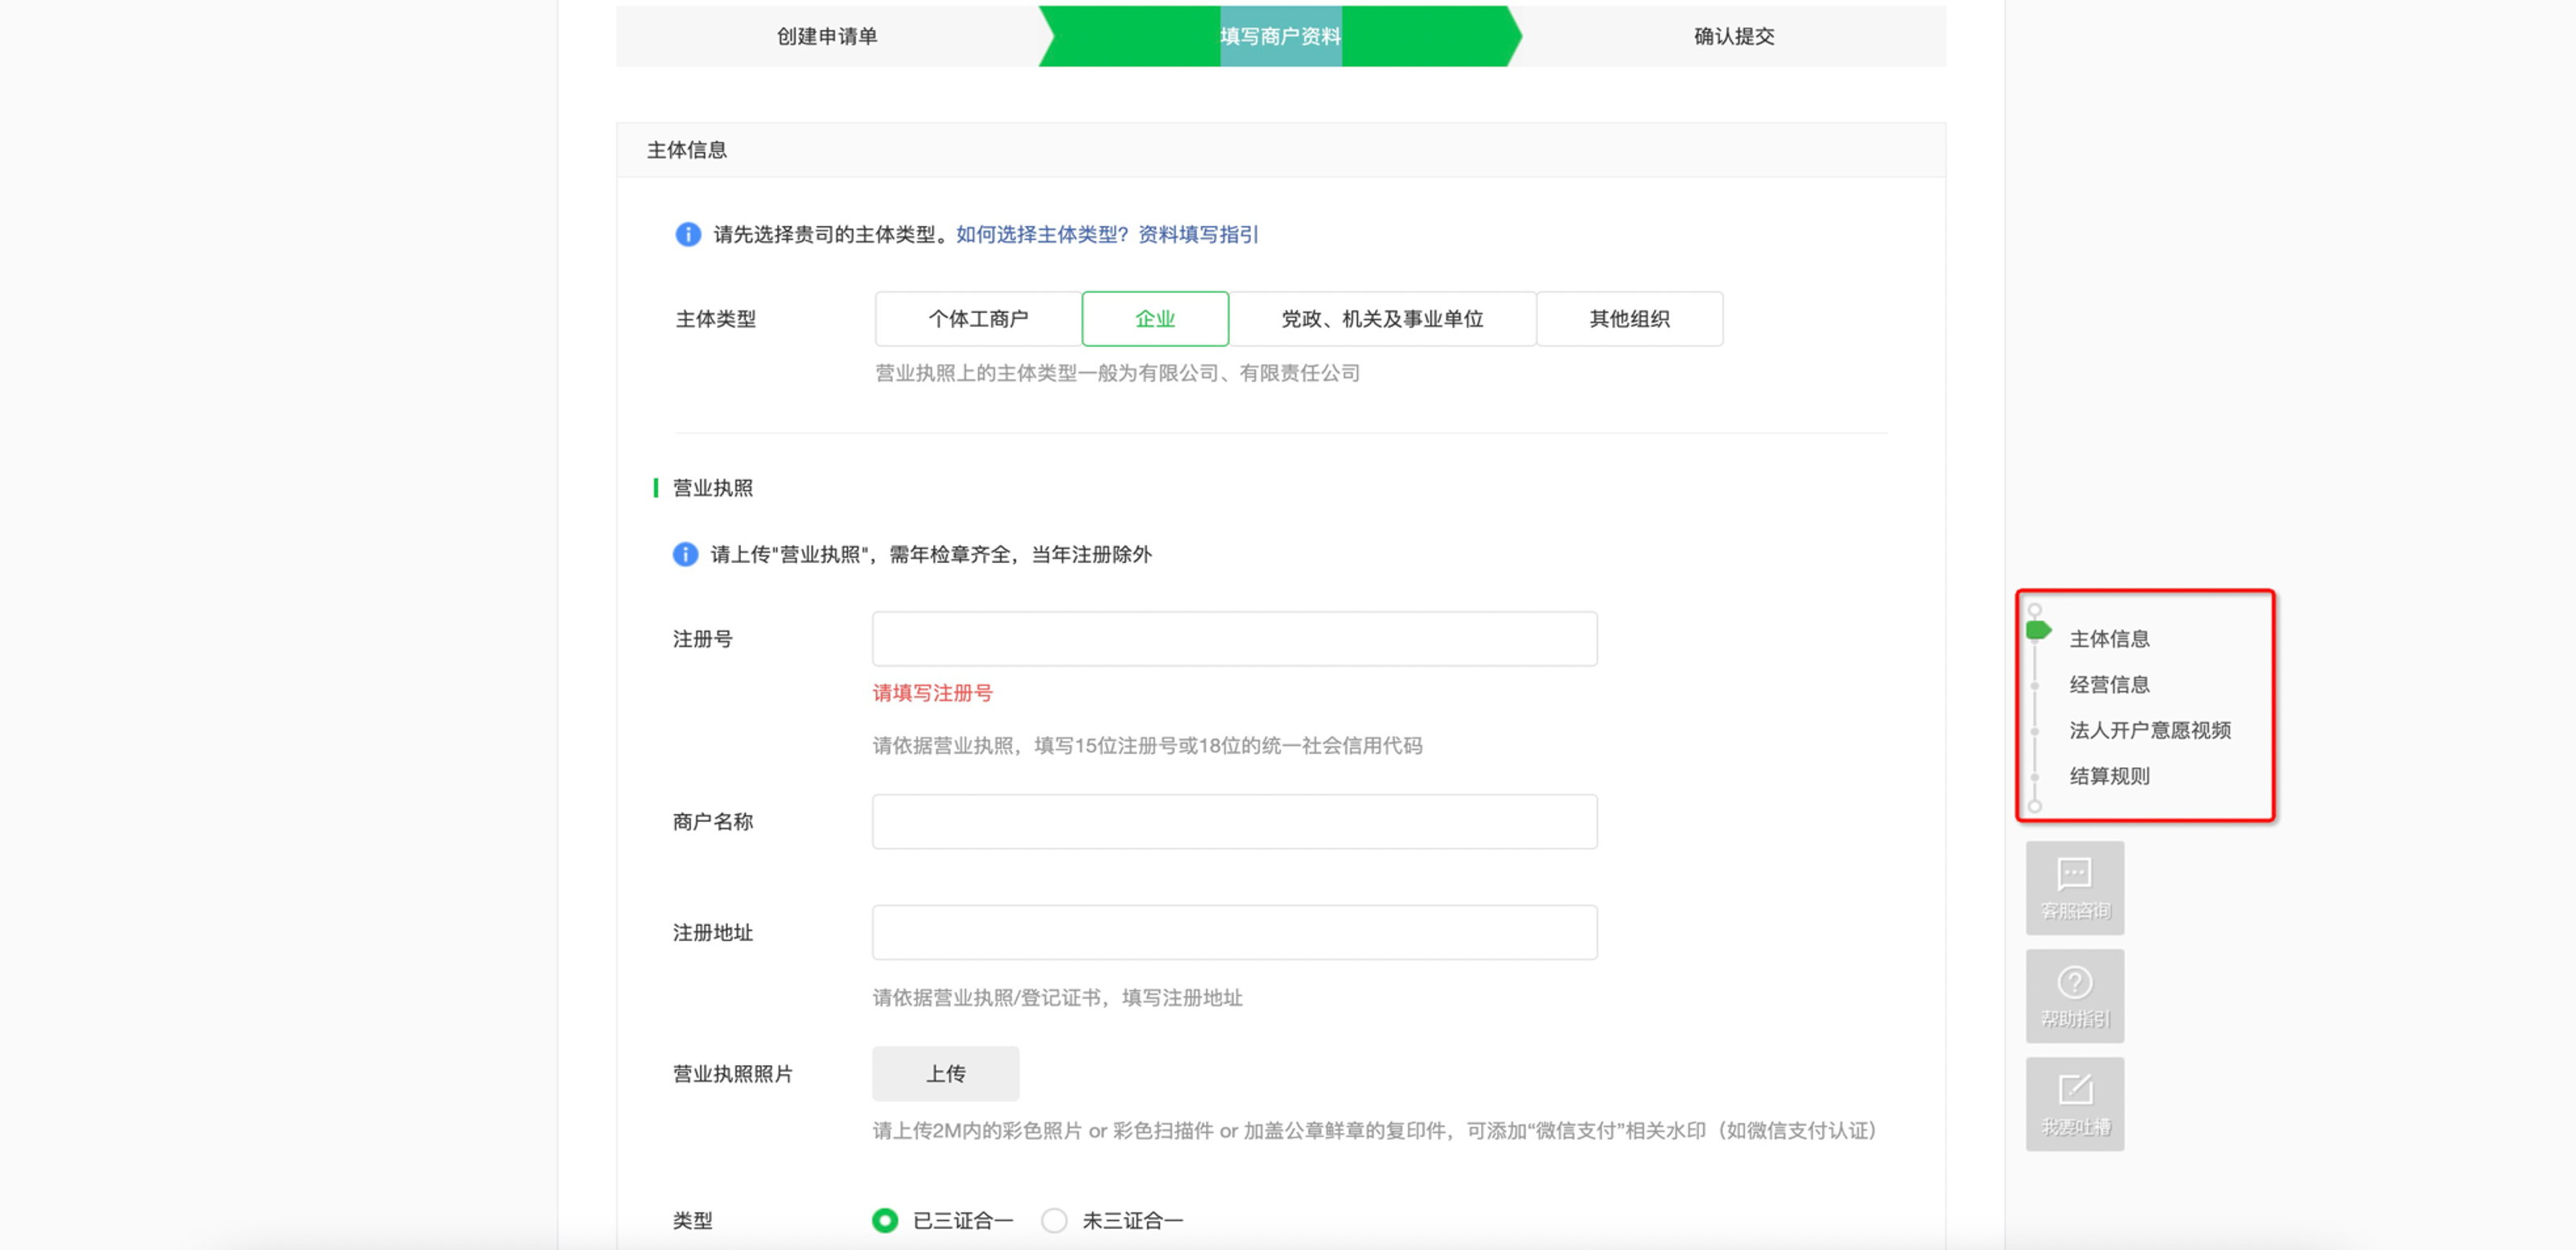 创建申请单
填写商户资料
确认提交
主体信息
请先选择贵司的主体类型。如何选择主体类型? 资料填写指引
主体类型
个体工商户
企业
党政、机关及事业单位
其他组织
营业执照上的主体类型一般为有限公司、有限责任公司
营业执照
请上传"营业执照"，需年检章齐全，当年注册除外
注册号
请填写注册号
请依据营业执照，填写15位注册号或18位的统一社会信用代码
商户名称
注册地址
请依据营业执照/登记证书，填写注册地址
营业执照照片
上传
请上传2M内的彩色照片 or 彩色扫描件 or 加盖公章鲜章的复印件，可添加“微信支付”相关水印（如微信支付认证）
类型
已三证合一
未三证合一
主体信息
经营信息
法人开户意愿视频
结算规则
客服咨询
帮助指引
我要吐槽